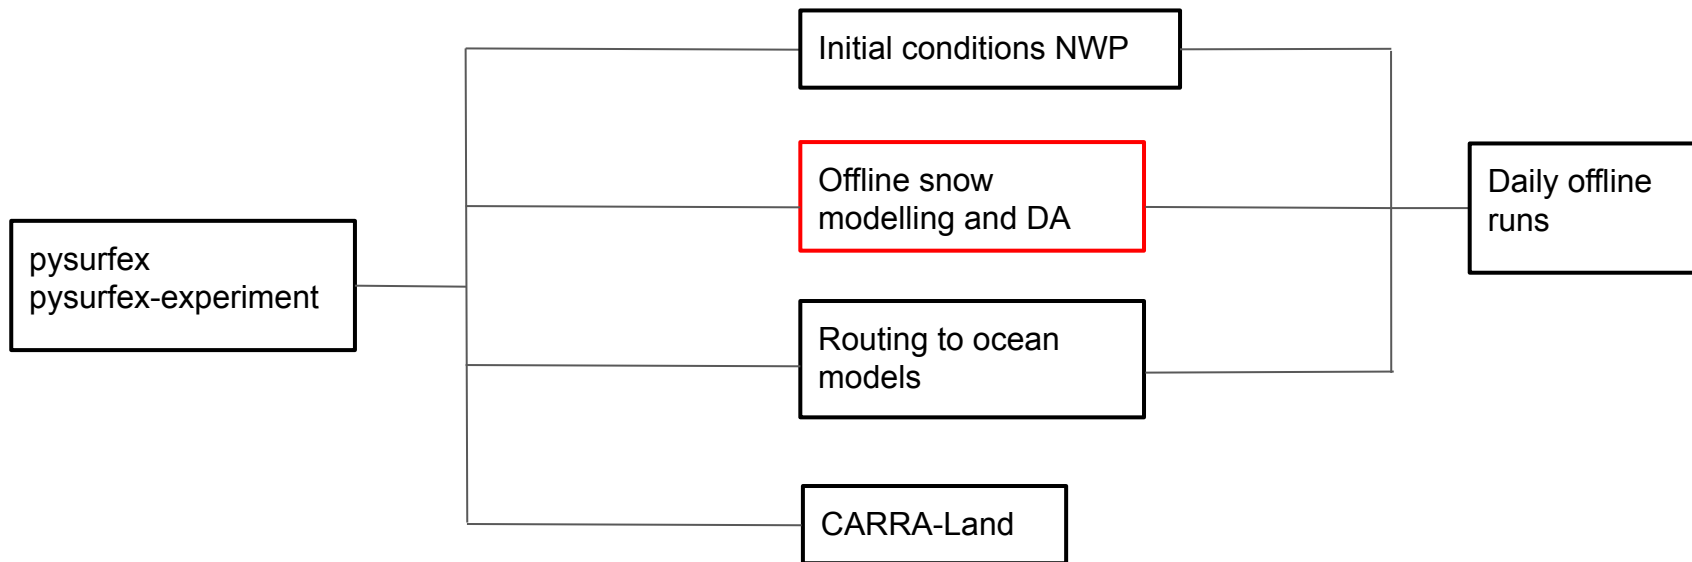 Initial conditions NWP
Offline snow
modelling and DA
Daily offline
runs
pysurfex
pysurfex-experiment
Routing to ocean
models
CARRA-Land